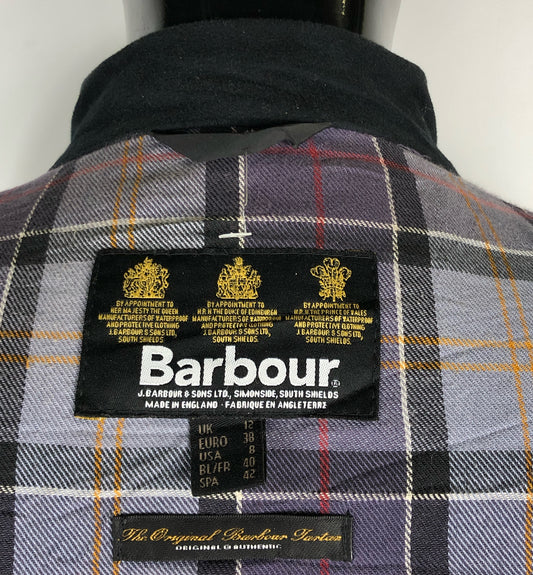 BY APPOINTMENT TO
HER MAJESTY THE QUEEN
MANUFACTURERS OF WATERPROOF
AND PROTECTIVE CLOTHING
J. BARBOUR & SONS LTD,
SOUTH SHIELDS
BY APPOINTMENT TO
H.R.H. THE DUKE OF EDINBURGH
MANUFACTURERS OF WATERPROOF
AND PROTECTIVE CLOTHING
J. BARBOUR & SONS LTD,
SOUTH SHIELDS
BY APPOINTMENT TO
H.R.H. THE PRINCE OF WALES
MANUFACTURERS OF WATERPROOF
AND PROTECTIVE CLOTHING
J. BARBOUR & SONS LTD,
SOUTH SHIELDS
Barbour®
J. BARBOUR & SONS LTD, SIMONSIDE, SOUTH SHIELDS
MADE IN ENGLAND · FABRIQUE EN ANGLETERRE
UK 12
EURO 38
USA 8
BL/FR 40
SPA 42
The Original Barbour Tartan
ORIGINAL & AUTHENTIC